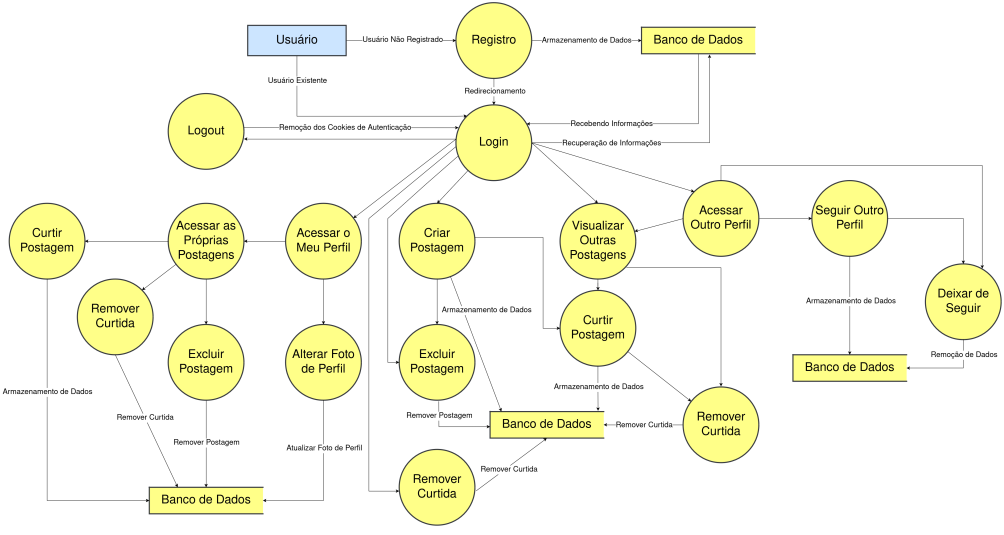 Usuário
Usuário Não Registrado
Registro
Armazenamento de Dados
Banco de Dados
Usuário Existente
Redirecionamento
Logout
Remoção dos Cookies de Autenticação
Login
Recebendo Informações
Recuperação de Informações
Curtir
Postagem
Acessar as
Próprias
Postagens
Acessar o
Meu Perfil
Criar
Postagem
Visualizar
Outras
Postagens
Acessar
Outro Perfil
Seguir Outro
Perfil
Deixar de
Seguir
Remover
Curtida
Excluir
Postagem
Alterar Foto
de Perfil
Armazenamento de Dados
Excluir
Postagem
Curtir
Postagem
Armazenamento de Dados
Remoção de Dados
Banco de Dados
Armazenamento de Dados
Remover Curtida
Remover Postagem
Atualizar Foto de Perfil
Remover Postagem
Armazenamento de Dados
Banco de Dados
Remover Curtida
Remover
Curtida
Remover
Curtida
Remover Curtida
Banco de Dados